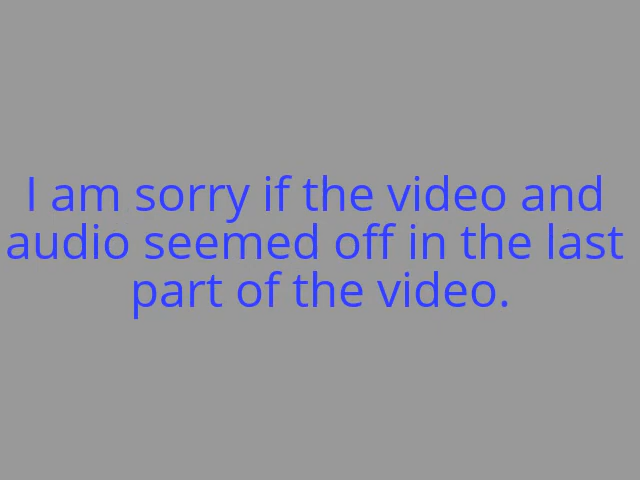 I am sorry if the video and
audio seemed off in the last
part of the video.